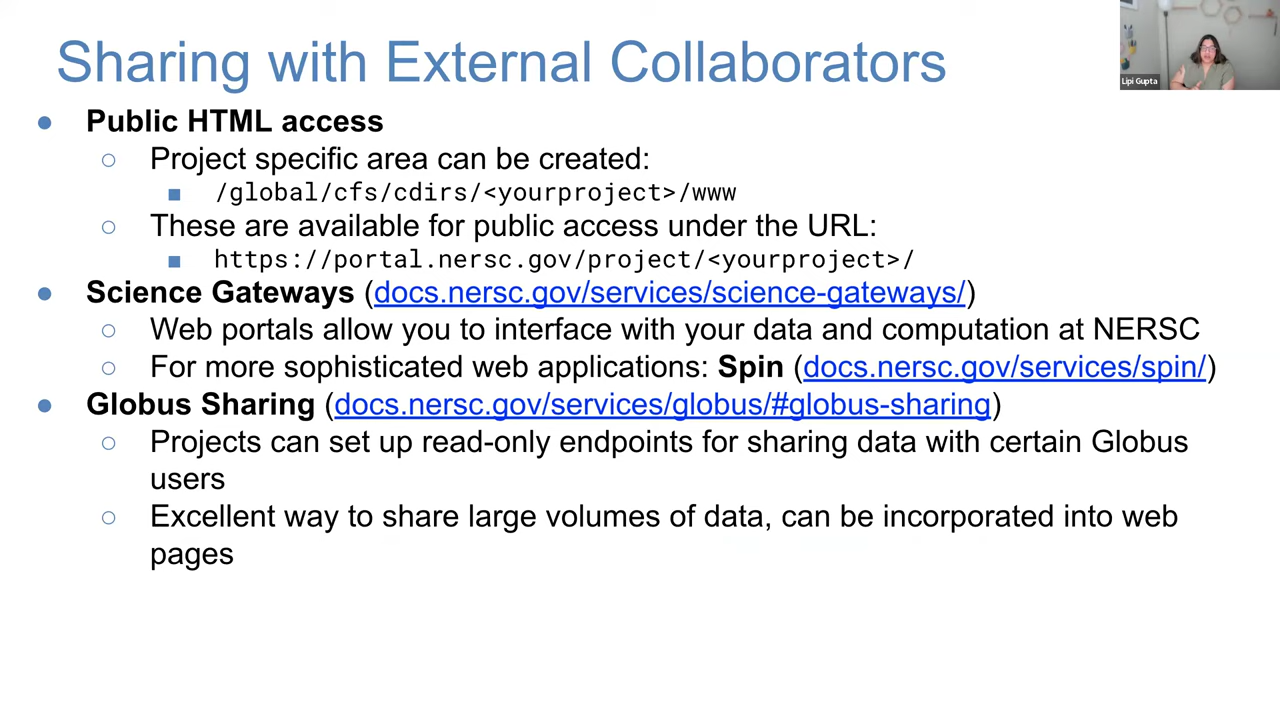 Sharing with External Collaborators
Lipi Gupta
● Public HTML access
○ Project specific area can be created:
■ /global/cfs/cdirs/<yourproject>/www
○ These are available for public access under the URL:
■ https://portal.nersc.gov/project/<yourproject>/
● Science Gateways (docs.nersc.gov/services/science-gateways/)
○ Web portals allow you to interface with your data and computation at NERSC
○ For more sophisticated web applications: Spin (docs.nersc.gov/services/spin/)
● Globus Sharing (docs.nersc.gov/services/globus/#globus-sharing)
○ Projects can set up read-only endpoints for sharing data with certain Globus
users
○ Excellent way to share large volumes of data, can be incorporated into web
pages